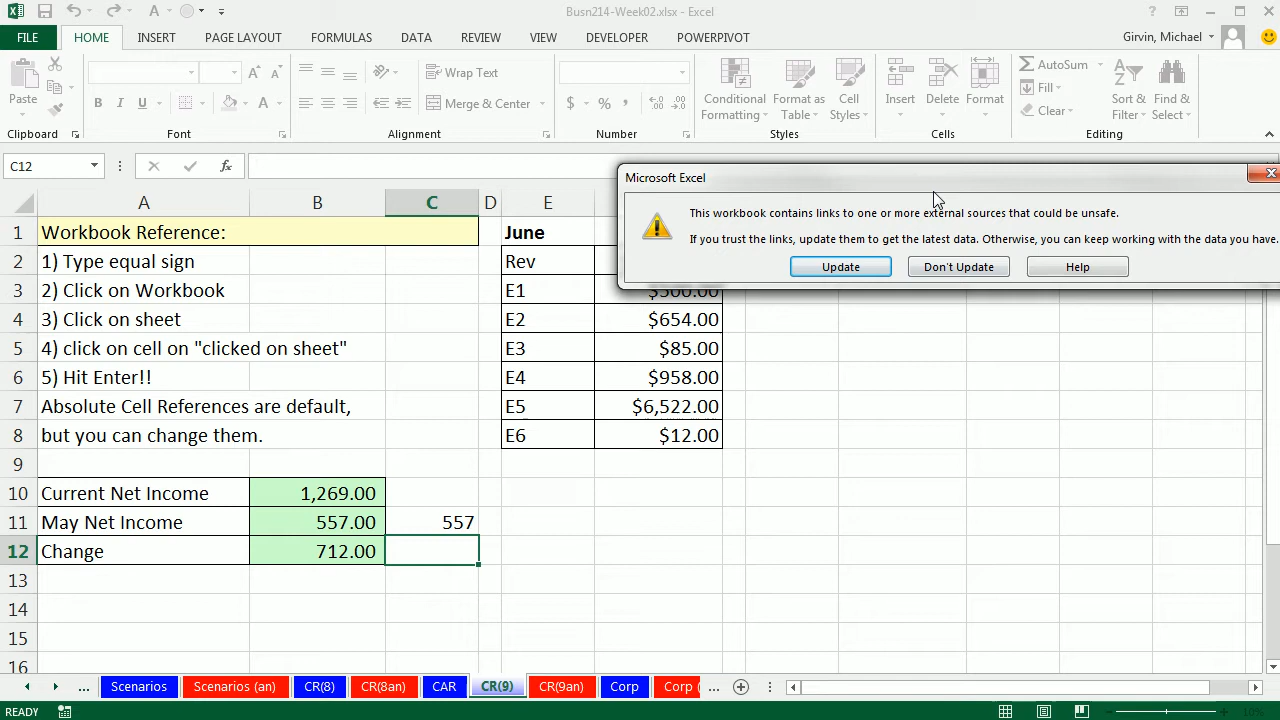 Busn214-Week02.xlsx - Excel
FILE HOME INSERT PAGE LAYOUT FORMULAS DATA REVIEW VIEW DEVELOPER POWERPIVOT Girvin, Michael
Paste
Wrap Text
Merge & Center
$ % ,
Conditional Formatting
Format as Table
Cell Styles
Insert Delete Format
AutoSum
Fill
Clear
Sort & Filter
Find & Select
Clipboard Font Alignment Number Styles Cells Editing
C12
Microsoft Excel
This workbook contains links to one or more external sources that could be unsafe.
If you trust the links, update them to get the latest data. Otherwise, you can keep working with the data you have.
Update Don't Update Help
A B C D E
1 Workbook Reference: June
2 1) Type equal sign Rev
3 2) Click on Workbook E1 $500.00
4 3) Click on sheet E2 $654.00
5 4) click on cell on "clicked on sheet" E3 $85.00
6 5) Hit Enter!! E4 $958.00
7 Absolute Cell References are default, E5 $6,522.00
8 but you can change them. E6 $12.00
9
10 Current Net Income 1,269.00
11 May Net Income 557.00 557
12 Change 712.00
13
14
15
16
... Scenarios Scenarios (an) CR(8) CR(8an) CAR CR(9) CR(9an) Corp Corp ( ...
READY